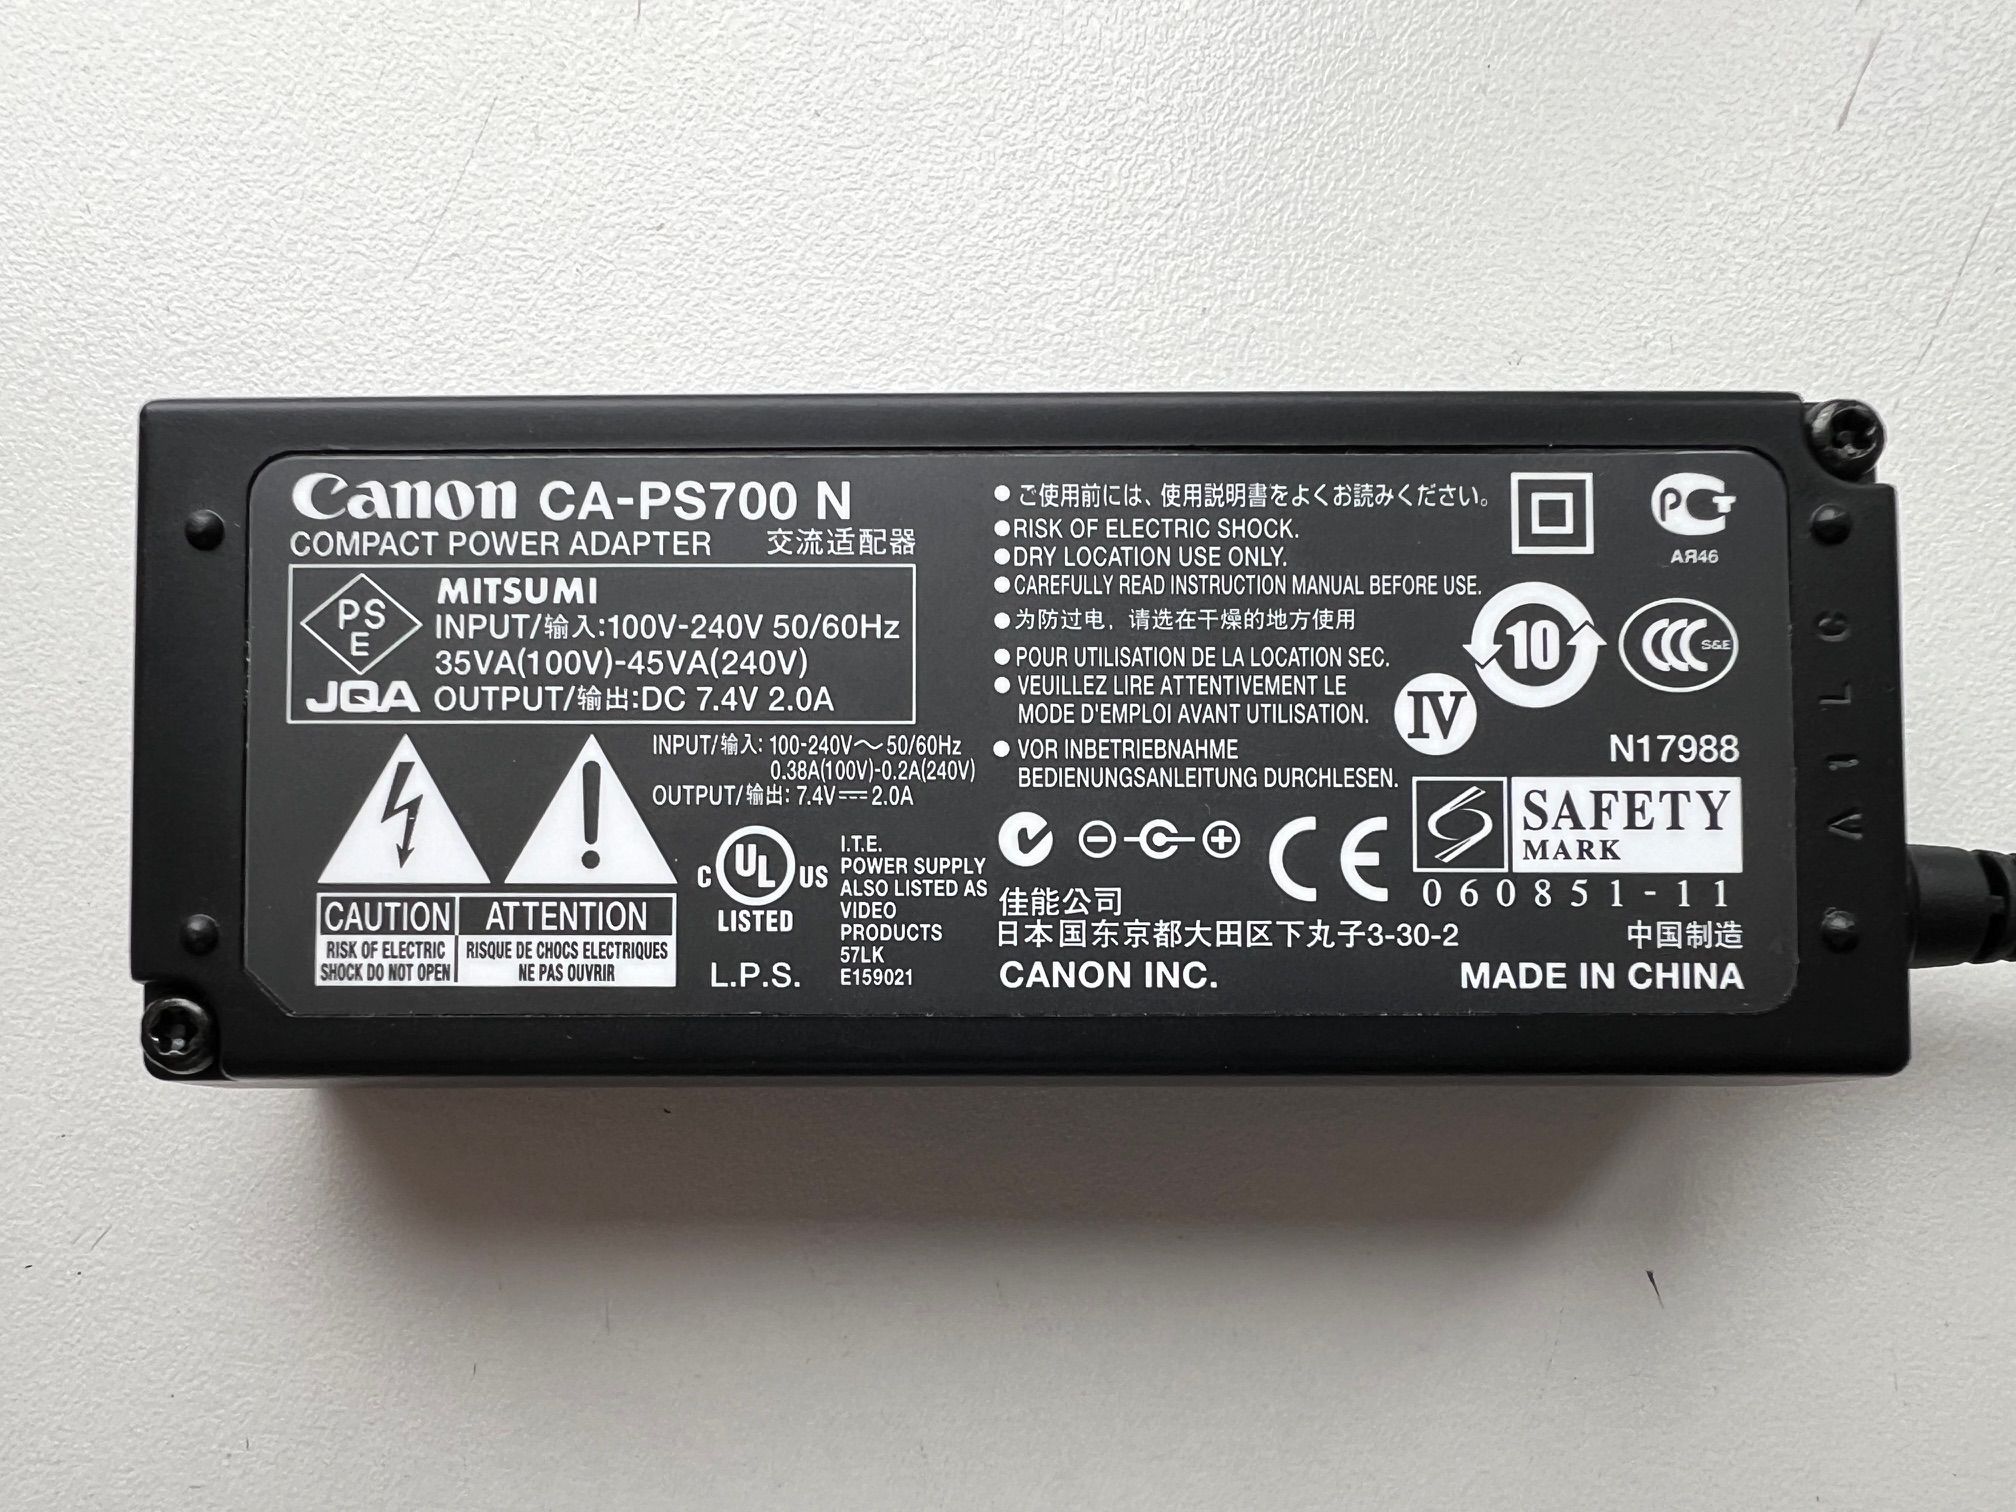 Canon CA-PS700 N
COMPACT POWER ADAPTER 交流适配器
PS
E
JQA
MITSUMI
INPUT/输入:100V-240V 50/60Hz
35VA(100V)-45VA(240V)
OUTPUT/输出:DC 7.4V 2.0A
INPUT/输入: 100-240V～50/60Hz
0.38A(100V)-0.2A(240V)
OUTPUT/输出: 7.4V⎓2.0A
CAUTION
RISK OF ELECTRIC
SHOCK DO NOT OPEN
ATTENTION
RISQUE DE CHOCS ELECTRIQUES
NE PAS OUVRIR
C UL US
LISTED
L.P.S.
I.T.E.
POWER SUPPLY
ALSO LISTED AS
VIDEO
PRODUCTS
57LK
E159021
●ご使用前には、使用説明書をよくお読みください。
●RISK OF ELECTRIC SHOCK.
●DRY LOCATION USE ONLY.
●CAREFULLY READ INSTRUCTION MANUAL BEFORE USE.
●为防过电，请选在干燥的地方使用
●POUR UTILISATION DE LA LOCATION SEC.
●VEUILLEZ LIRE ATTENTIVEMENT LE
MODE D'EMPLOI AVANT UTILISATION.
●VOR INBETRIEBNAHME
BEDIENUNGSANLEITUNG DURCHLESEN.
PCT
АЯ46
10
CCC S&E
IV
N17988
CE
SAFETY
MARK
060851-11
佳能公司
日本国东京都大田区下丸子3-30-2
中国制造
CANON INC.
MADE IN CHINA